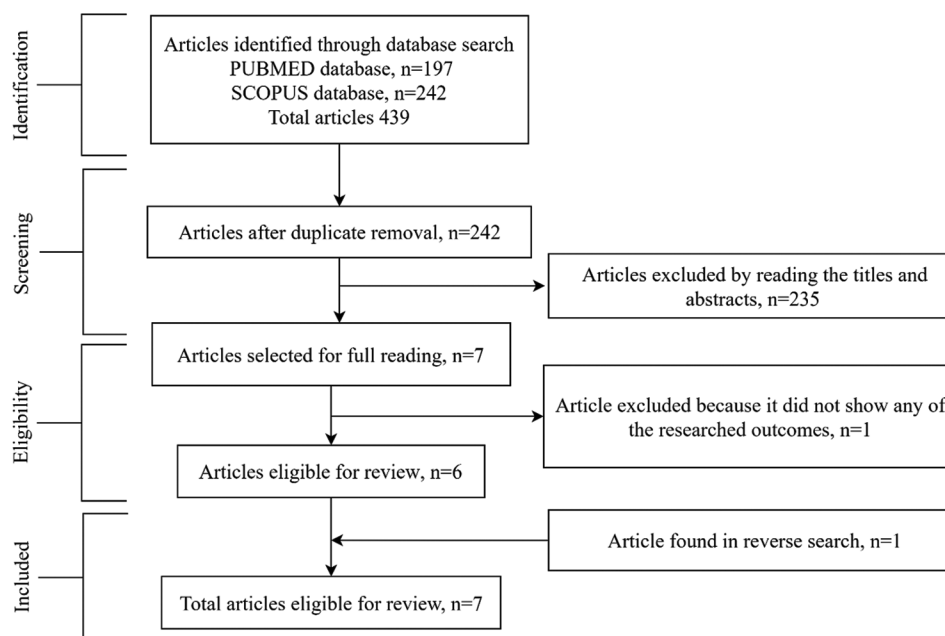 Identification
Articles identified through database search
PUBMED database, n=197
SCOPUS database, n=242
Total articles 439
Screening
Articles after duplicate removal, n=242
Articles excluded by reading the titles and
abstracts, n=235
Articles selected for full reading, n=7
Eligibility
Article excluded because it did not show any of
the researched outcomes, n=1
Articles eligible for review, n=6
Included
Article found in reverse search, n=1
Total articles eligible for review, n=7